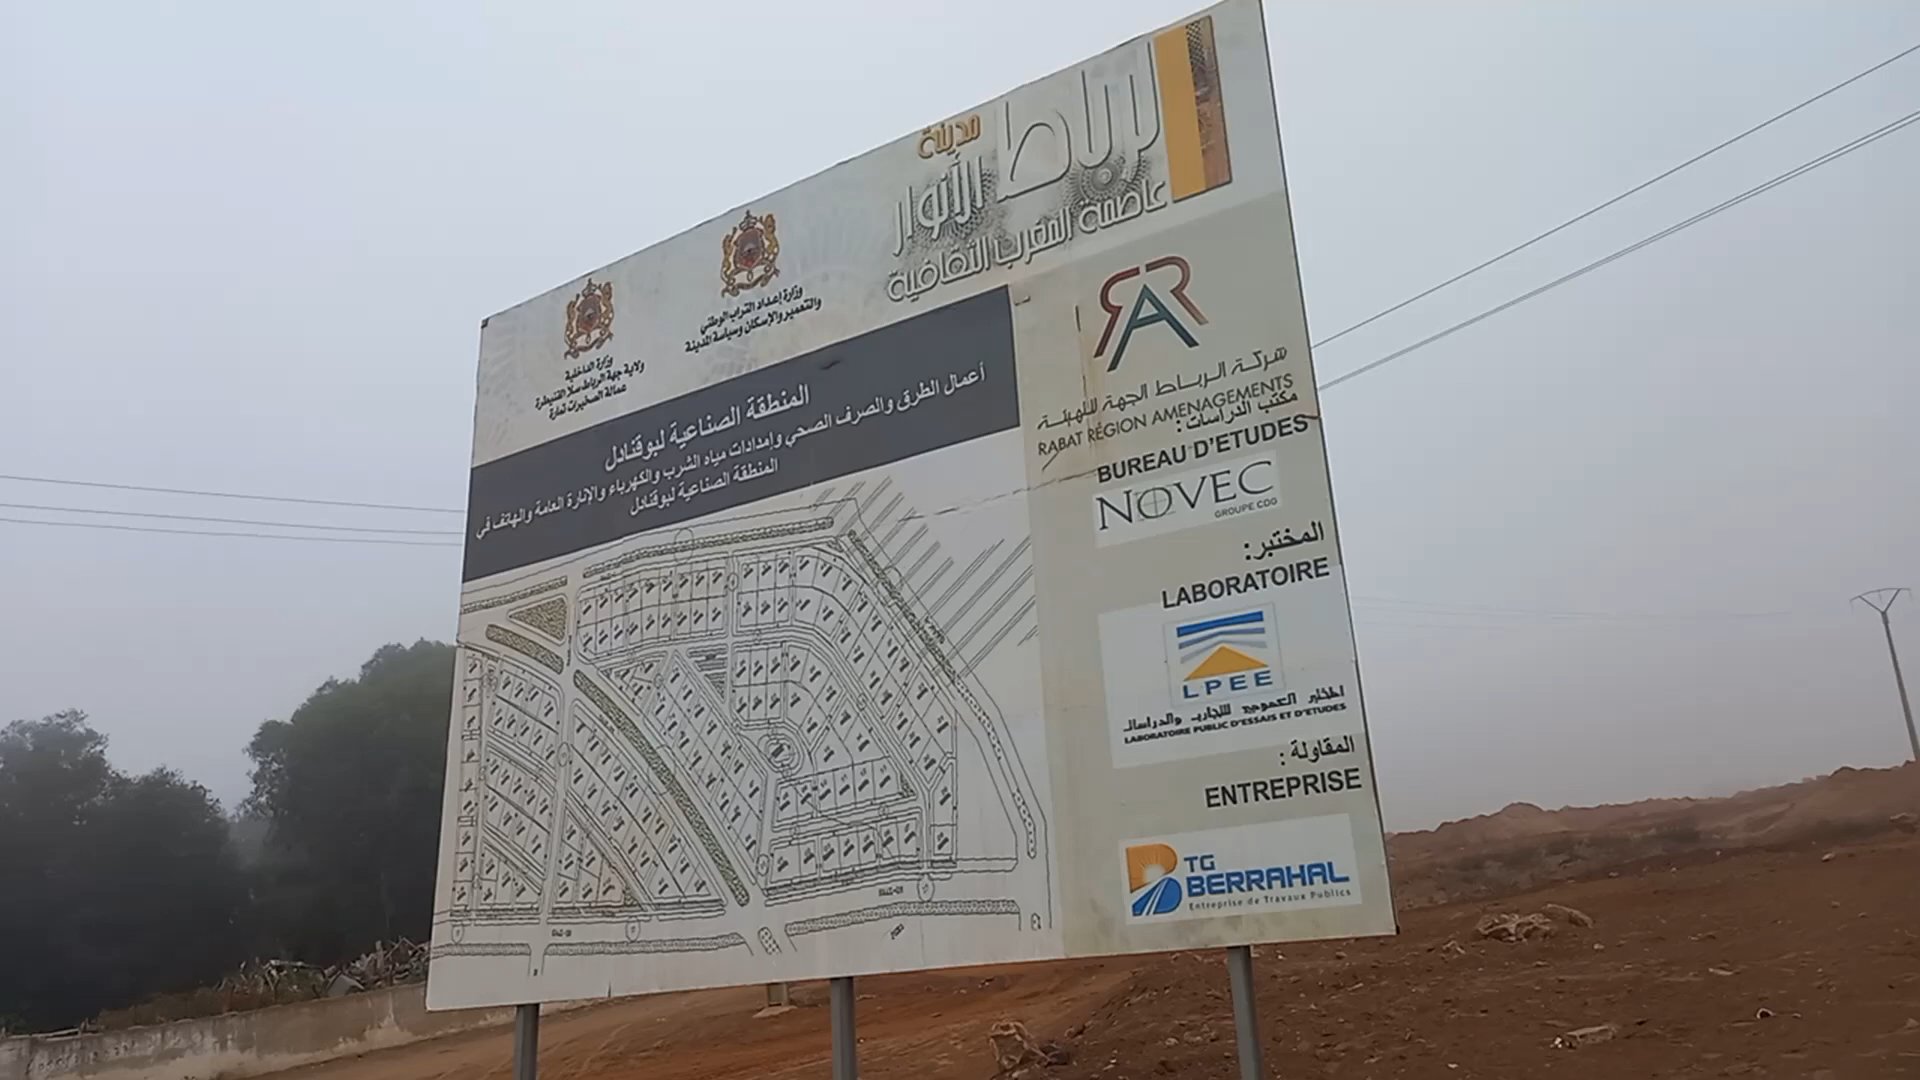 الرباط
مدينة
الأنوار
عاصمة المغرب الثقافية
وزارة إعداد التراب الوطني
والتعمير والإسكان وسياسة المدينة
وزارة الداخلية
ولاية جهة الرباط سلا القنيطرة
عمالة الصخيرات تمارة
المنطقة الصناعية لبوقنادل
أعمال الطرق والصرف الصحي وإمدادات مياه الشرب والكهرباء والإنارة العامة والهاتف في
المنطقة الصناعية لبوقنادل
RAR
شركة الرباط الجهة للتهيئة
RABAT RÉGION AMENAGEMENTS
مكتب الدراسات :
BUREAU D'ETUDES
NOVEC
GROUPE CDG
المختبر:
LABORATOIRE
LPEE
المختبر العمومي للتجارب والدراسات
LABORATOIRE PUBLIC D'ESSAIS ET D'ETUDES
المقاولة :
ENTREPRISE
TG
BERRAHAL
Entreprise de Travaux Publics